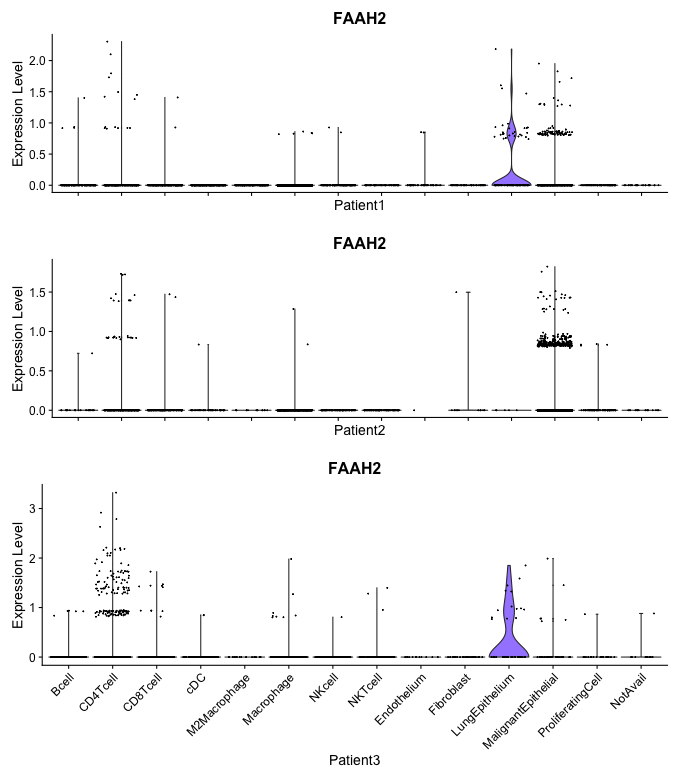 FAAH2
Expression Level
2.0
1.5
1.0
0.5
0.0
Patient1
FAAH2
Expression Level
1.5
1.0
0.5
0.0
Patient2
FAAH2
Expression Level
3
2
1
0
Bcell
CD4Tcell
CD8Tcell
cDC
M2Macrophage
Macrophage
NKcell
NKTcell
Endothelium
Fibroblast
LungEpithelium
MalignantEpithelial
ProliferatingCell
NotAvail
Patient3